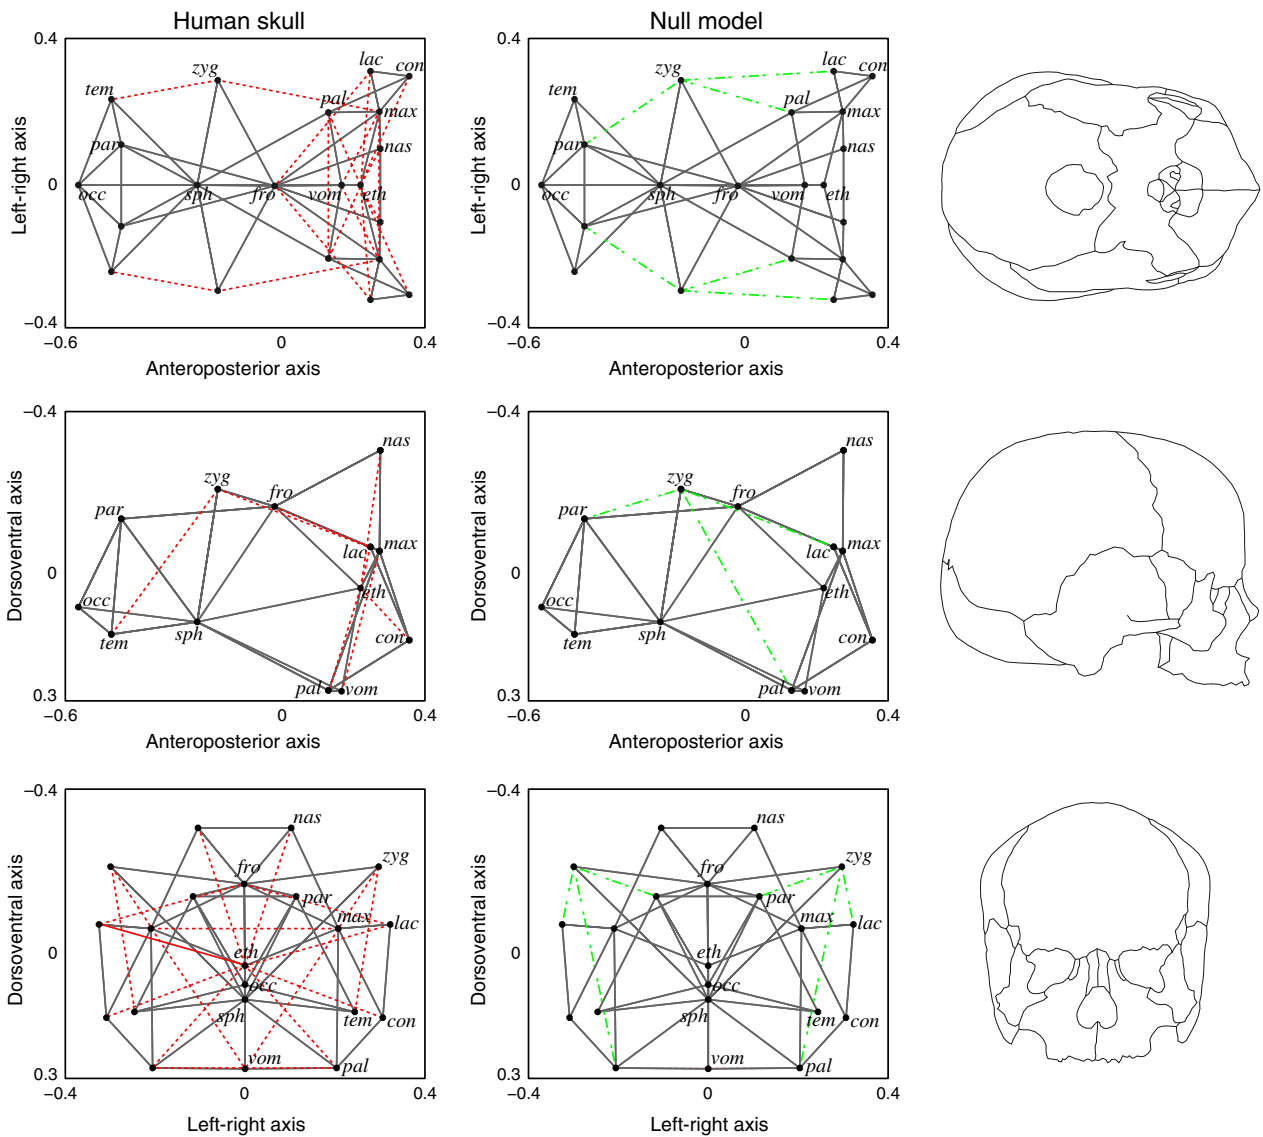 Human skull
Null model
0.4
Left-right axis
0
−0.4
−0.6
0
0.4
Anteroposterior axis
tem
zyg
lac
con
pal
max
par
nas
occ
sph
fro
vom
eth
0.4
Left-right axis
0
−0.4
−0.6
0
0.4
Anteroposterior axis
tem
zyg
lac
con
pal
max
par
nas
occ
sph
fro
vom
eth
−0.4
Dorsoventral axis
0
0.3
−0.6
0
0.4
Anteroposterior axis
nas
zyg
fro
par
lac
max
occ
eth
tem
sph
con
pal
vom
−0.4
Dorsoventral axis
0
0.3
−0.6
0
0.4
Anteroposterior axis
nas
zyg
fro
par
lac
max
occ
eth
tem
sph
con
pal
vom
−0.4
Dorsoventral axis
0
0.3
−0.4
0
0.4
Left-right axis
nas
zyg
fro
par
max
lac
eth
occ
sph
tem
con
vom
pal
−0.4
Dorsoventral axis
0
0.3
−0.4
0
0.4
Left-right axis
nas
zyg
fro
par
max
lac
eth
occ
sph
tem
con
vom
pal